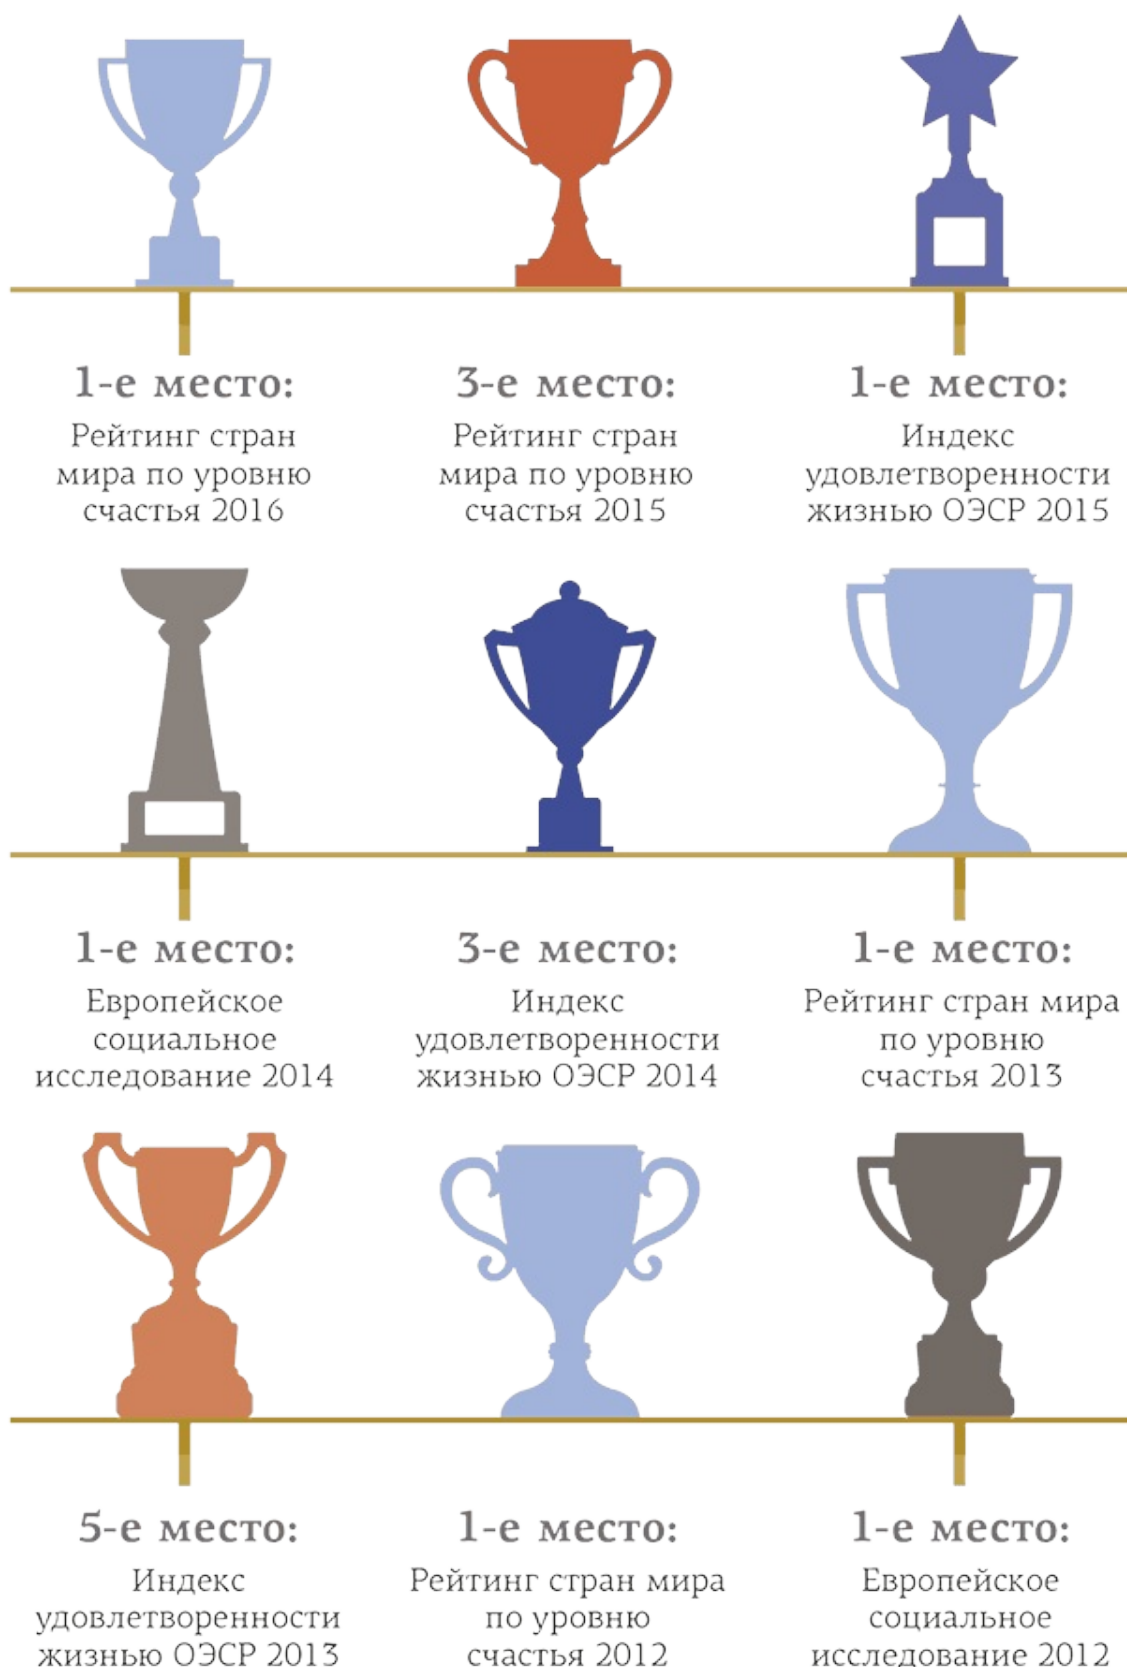 1-е место:
Рейтинг стран
мира по уровню
счастья 2016
3-е место:
Рейтинг стран
мира по уровню
счастья 2015
1-е место:
Индекс
удовлетворенности
жизнью ОЭСР 2015
1-е место:
Европейское
социальное
исследование 2014
3-е место:
Индекс
удовлетворенности
жизнью ОЭСР 2014
1-е место:
Рейтинг стран мира
по уровню
счастья 2013
5-е место:
Индекс
удовлетворенности
жизнью ОЭСР 2013
1-е место:
Рейтинг стран мира
по уровню
счастья 2012
1-е место:
Европейское
социальное
исследование 2012